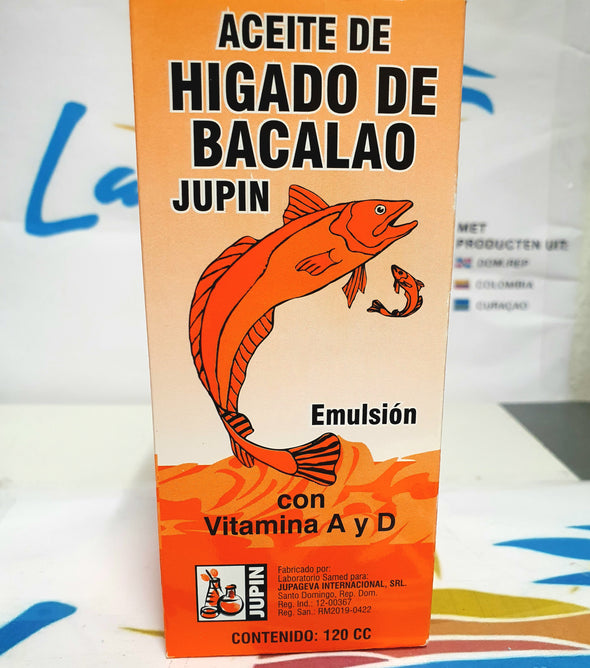 ACEITE DE
HIGADO DE
BACALAO
JUPIN
MET
PRODUCTEN UIT:
DOM.REP
COLOMBIA
CURAÇAO
Emulsión
con
Vitamina A y D
JUPIN
Fabricado por:
Laboratorio Samed para:
JUPAGEVA INTERNACIONAL, SRL.
Santo Domingo, Rep. Dom.
Reg. Ind.: 12-00367
Reg. San.: RM2019-0422
CONTENIDO: 120 CC